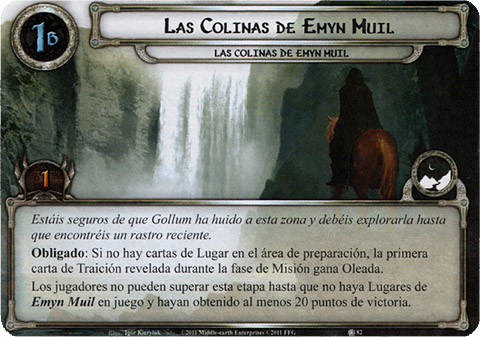 1B
LAS COLINAS DE EMYN MUIL
LAS COLINAS DE EMYN MUIL
1
Estáis seguros de que Gollum ha huido a esta zona y debéis explorarla hasta
que encontréis un rastro reciente.
Obligado: Si no hay cartas de Lugar en el área de preparación, la primera
carta de Traición revelada durante la fase de Misión gana Oleada.
Los jugadores no pueden superar esta etapa hasta que no haya Lugares de
Emyn Muil en juego y hayan obtenido al menos 20 puntos de victoria.
Illus. Igor Kieryluk ©2011 Middle-earth Enterprises ©2011 FFG 82